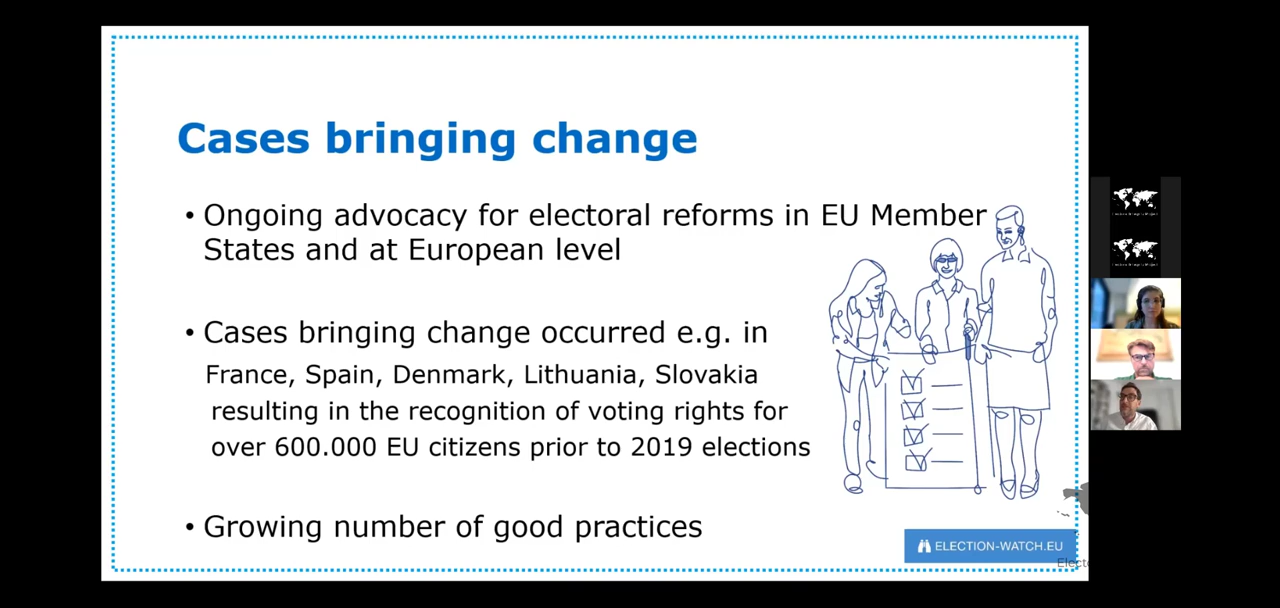 Cases bringing change
• Ongoing advocacy for electoral reforms in EU Member
States and at European level
• Cases bringing change occurred e.g. in
France, Spain, Denmark, Lithuania, Slovakia
resulting in the recognition of voting rights for
over 600.000 EU citizens prior to 2019 elections
• Growing number of good practices
ELECTION-WATCH.EU